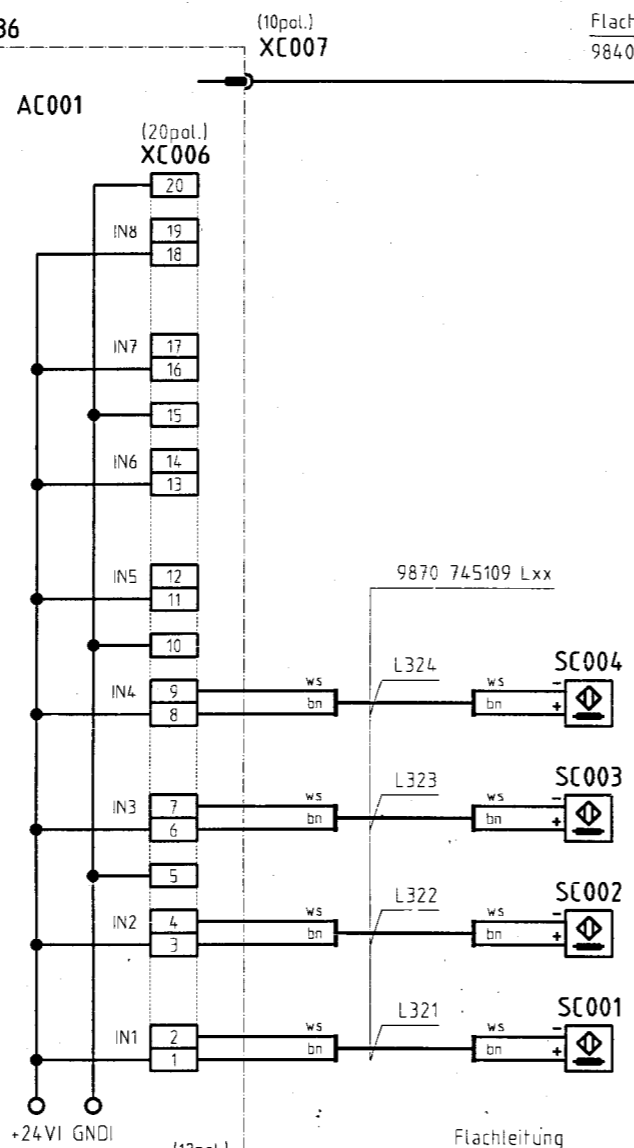 36
(10pol.)
XC007
Flach
9840
AC001
(20pol.)
XC006
20
IN8 19
18
IN7 17
16
15
IN6 14
13
IN5 12
11
9870 745109 Lxx
10
L324
SC004
IN4 9 ws ws -
8 bn bn +
L323
SC003
IN3 7 ws ws -
6 bn bn +
5
L322
SC002
IN2 4 ws ws -
3 bn bn +
L321
SC001
IN1 2 ws ws -
1 bn bn +
+24VI GNDI
Flachleitung